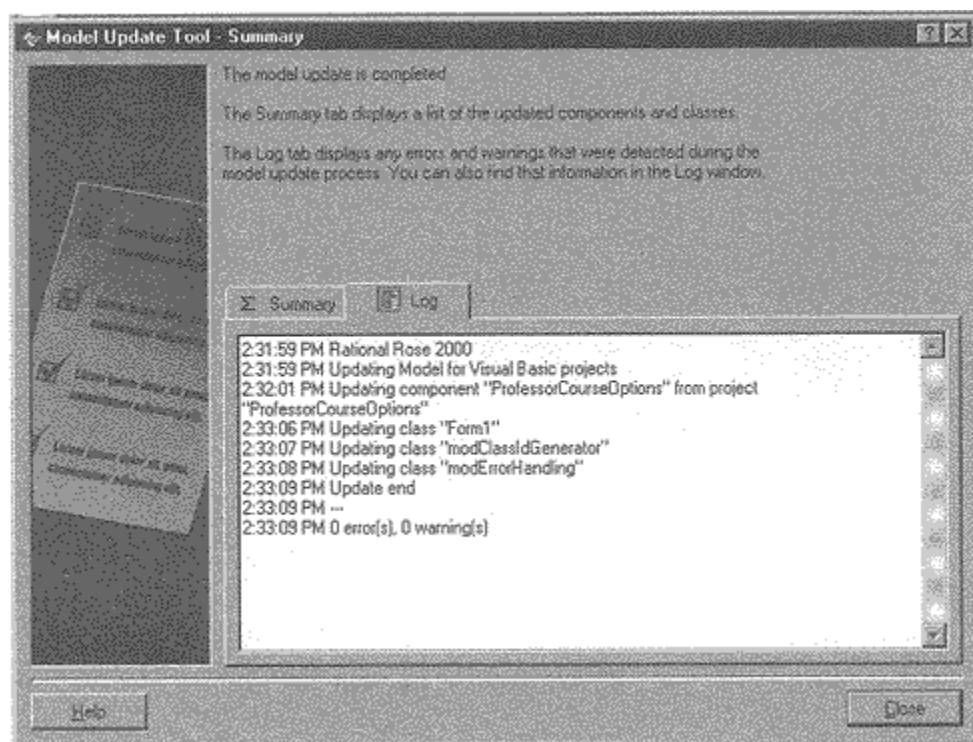 Model Update Tool - Summary
The model update is completed
The Summary tab displays a list of the updated components and classes.
The Log tab displays any errors and warnings that were detected during the
model update process. You can also find that information in the Log window.
Σ Summary
Log
2:31:59 PM Rational Rose 2000
2:31:59 PM Updating Model for Visual Basic projects
2:32:01 PM Updating component "ProfessorCourseOptions" from project
"ProfessorCourseOptions"
2:33:06 PM Updating class "Form1"
2:33:07 PM Updating class "modClassIdGenerator"
2:33:08 PM Updating class "modErrorHandling"
2:33:09 PM Update end
2:33:09 PM ---
2:33:09 PM 0 error(s), 0 warning(s)
Help
Close